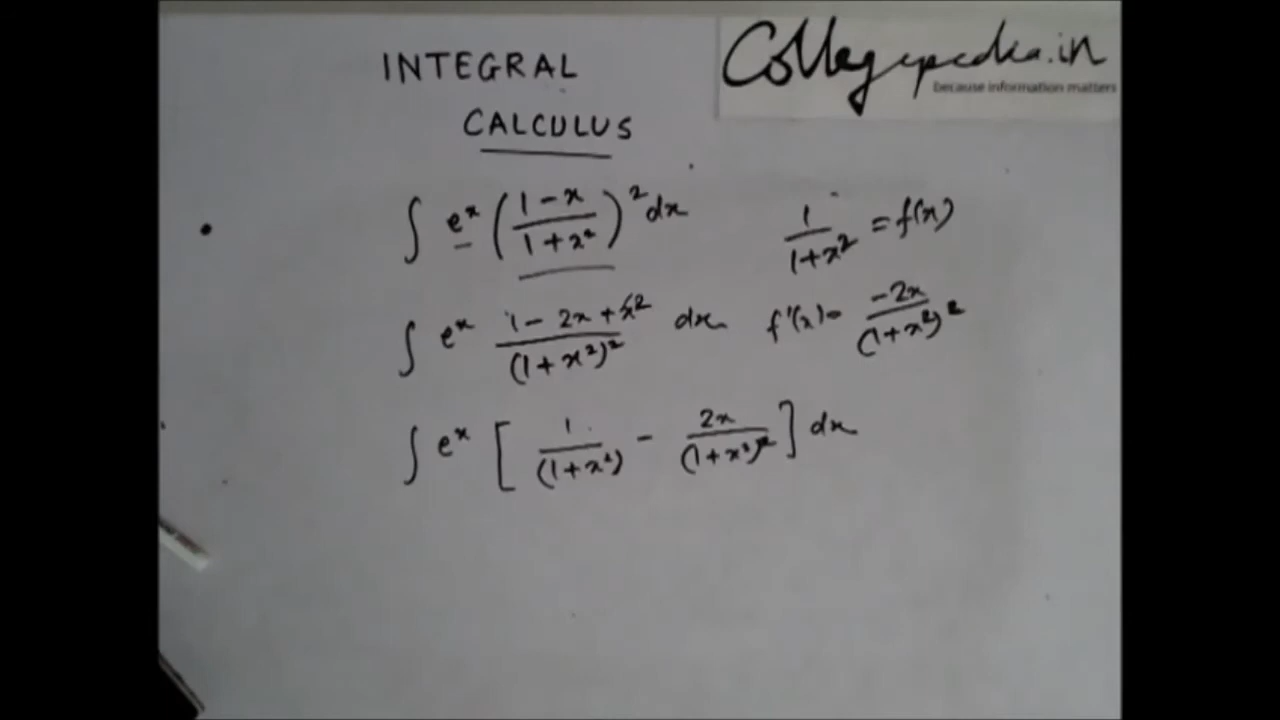 INTEGRAL
CALCULUS
Collegepedia.in
because information matters
∫ eˣ ((1 − x)/(1 + x²))² dx
1/(1+x²) = f(x)
∫ eˣ (1 − 2x + x²)/(1 + x²)² dx
f'(x) = −2x/(1+x²)²
∫ eˣ [1/(1+x²) − 2x/(1+x²)²] dx